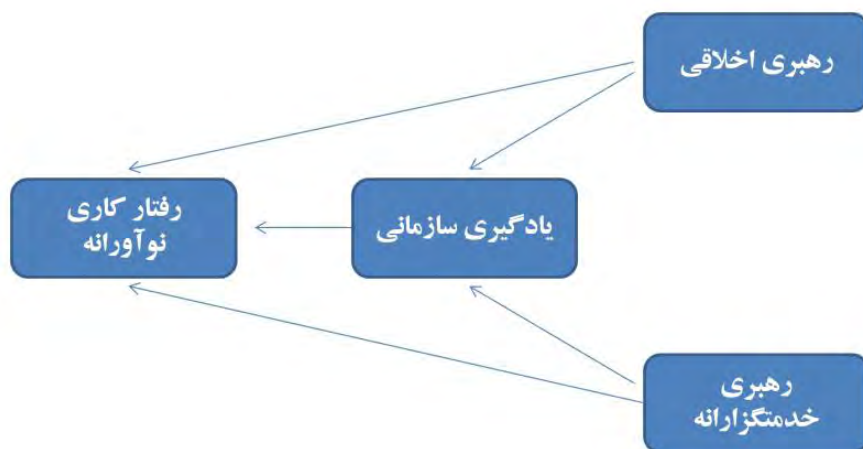 رهبری اخلاقی
یادگیری سازمانی
رفتار کاری
نوآورانه
رهبری
خدمتگزارانه